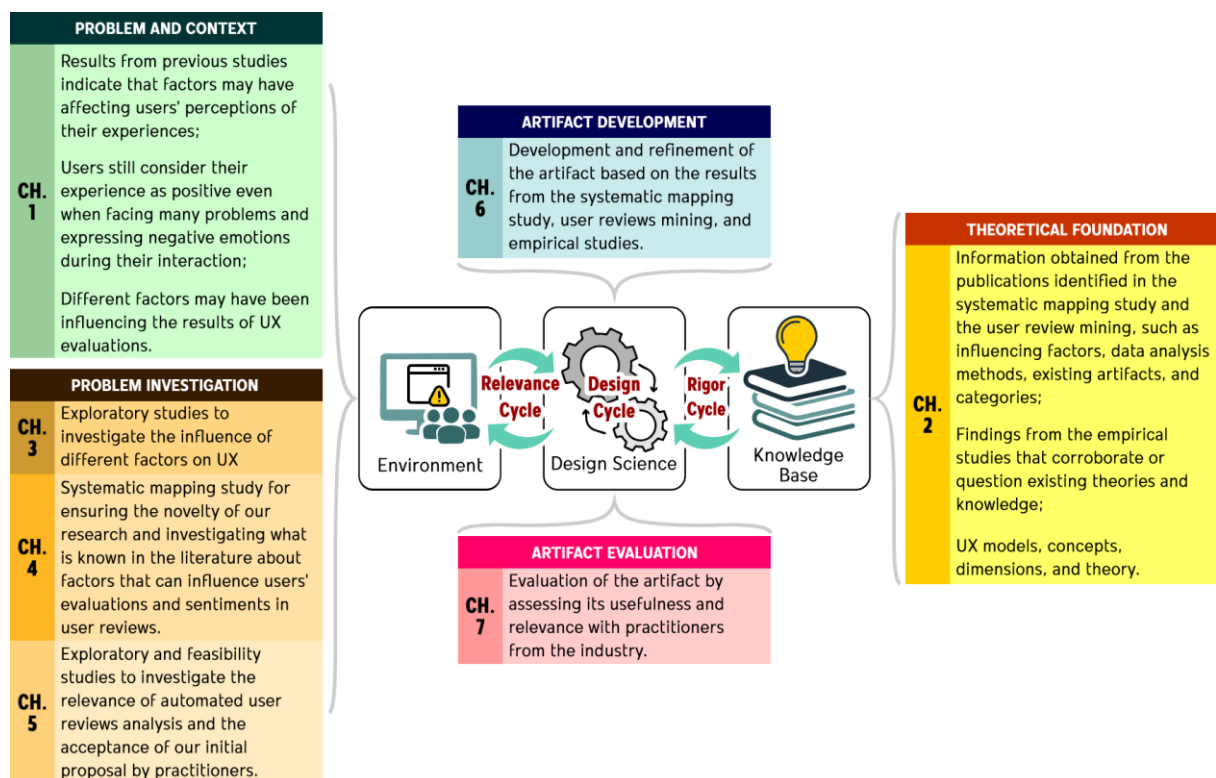 PROBLEM AND CONTEXT
CH.
1
Results from previous studies
indicate that factors may have
affecting users' perceptions of
their experiences;
Users still consider their
experience as positive even
when facing many problems and
expressing negative emotions
during their interaction;
Different factors may have been
influencing the results of UX
evaluations.
PROBLEM INVESTIGATION
CH.
3
Exploratory studies to
investigate the influence of
different factors on UX
CH.
4
Systematic mapping study for
ensuring the novelty of our
research and investigating what
is known in the literature about
factors that can influence users'
evaluations and sentiments in
user reviews.
CH.
5
Exploratory and feasibility
studies to investigate the
relevance of automated user
reviews analysis and the
acceptance of our initial
proposal by practitioners.
ARTIFACT DEVELOPMENT
CH.
6
Development and refinement of
the artifact based on the results
from the systematic mapping
study, user reviews mining, and
empirical studies.
Environment
Relevance
Cycle
Design
Cycle
Design Science
Rigor
Cycle
Knowledge
Base
ARTIFACT EVALUATION
CH.
7
Evaluation of the artifact by
assessing its usefulness and
relevance with practitioners
from the industry.
THEORETICAL FOUNDATION
CH.
2
Information obtained from the
publications identified in the
systematic mapping study and
the user review mining, such as
influencing factors, data analysis
methods, existing artifacts, and
categories;
Findings from the empirical
studies that corroborate or
question existing theories and
knowledge;
UX models, concepts,
dimensions, and theory.